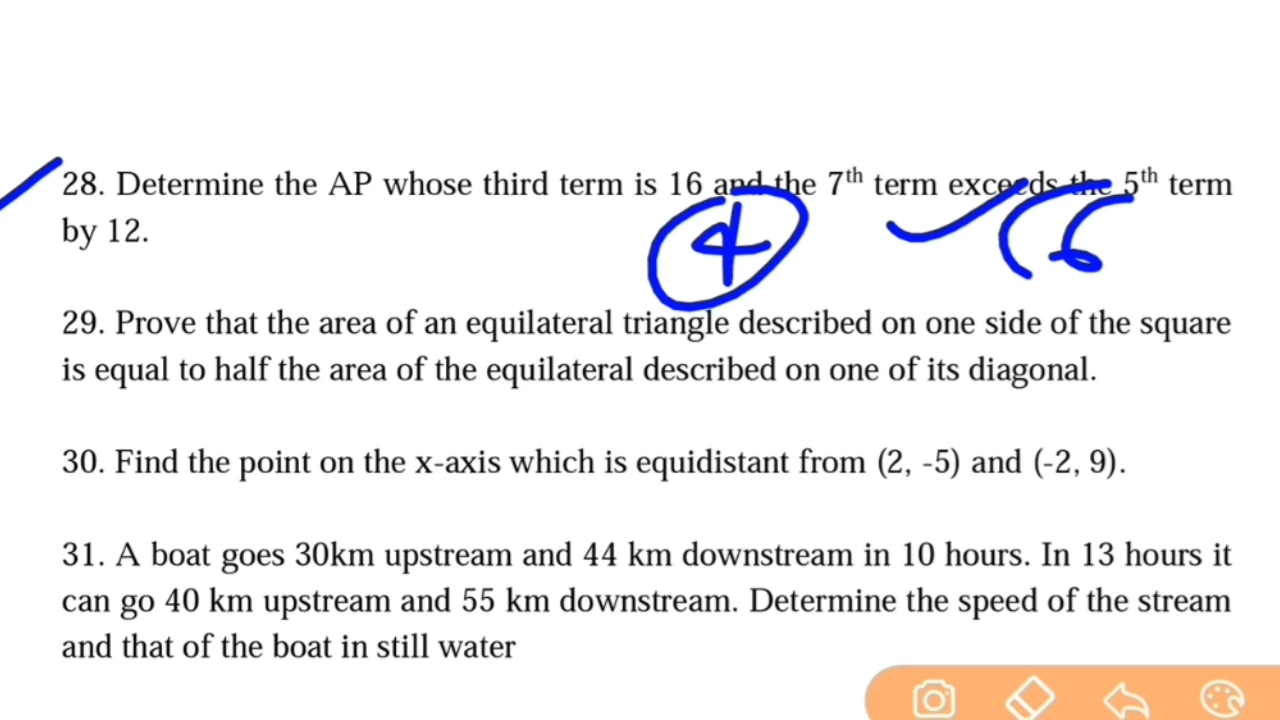 28. Determine the AP whose third term is 16 and the 7th term exceeds the 5th term
by 12.
4
29. Prove that the area of an equilateral triangle described on one side of the square
is equal to half the area of the equilateral described on one of its diagonal.
30. Find the point on the x-axis which is equidistant from (2, -5) and (-2, 9).
31. A boat goes 30km upstream and 44 km downstream in 10 hours. In 13 hours it
can go 40 km upstream and 55 km downstream. Determine the speed of the stream
and that of the boat in still water